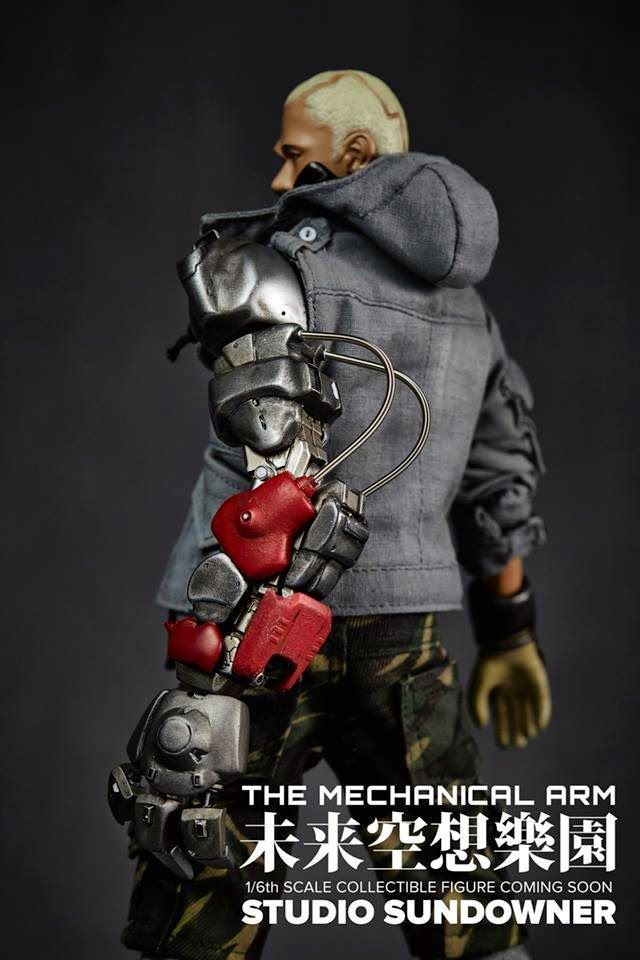 THE MECHANICAL ARM
未来空想樂園
1/6th SCALE COLLECTIBLE FIGURE COMING SOON
STUDIO SUNDOWNER